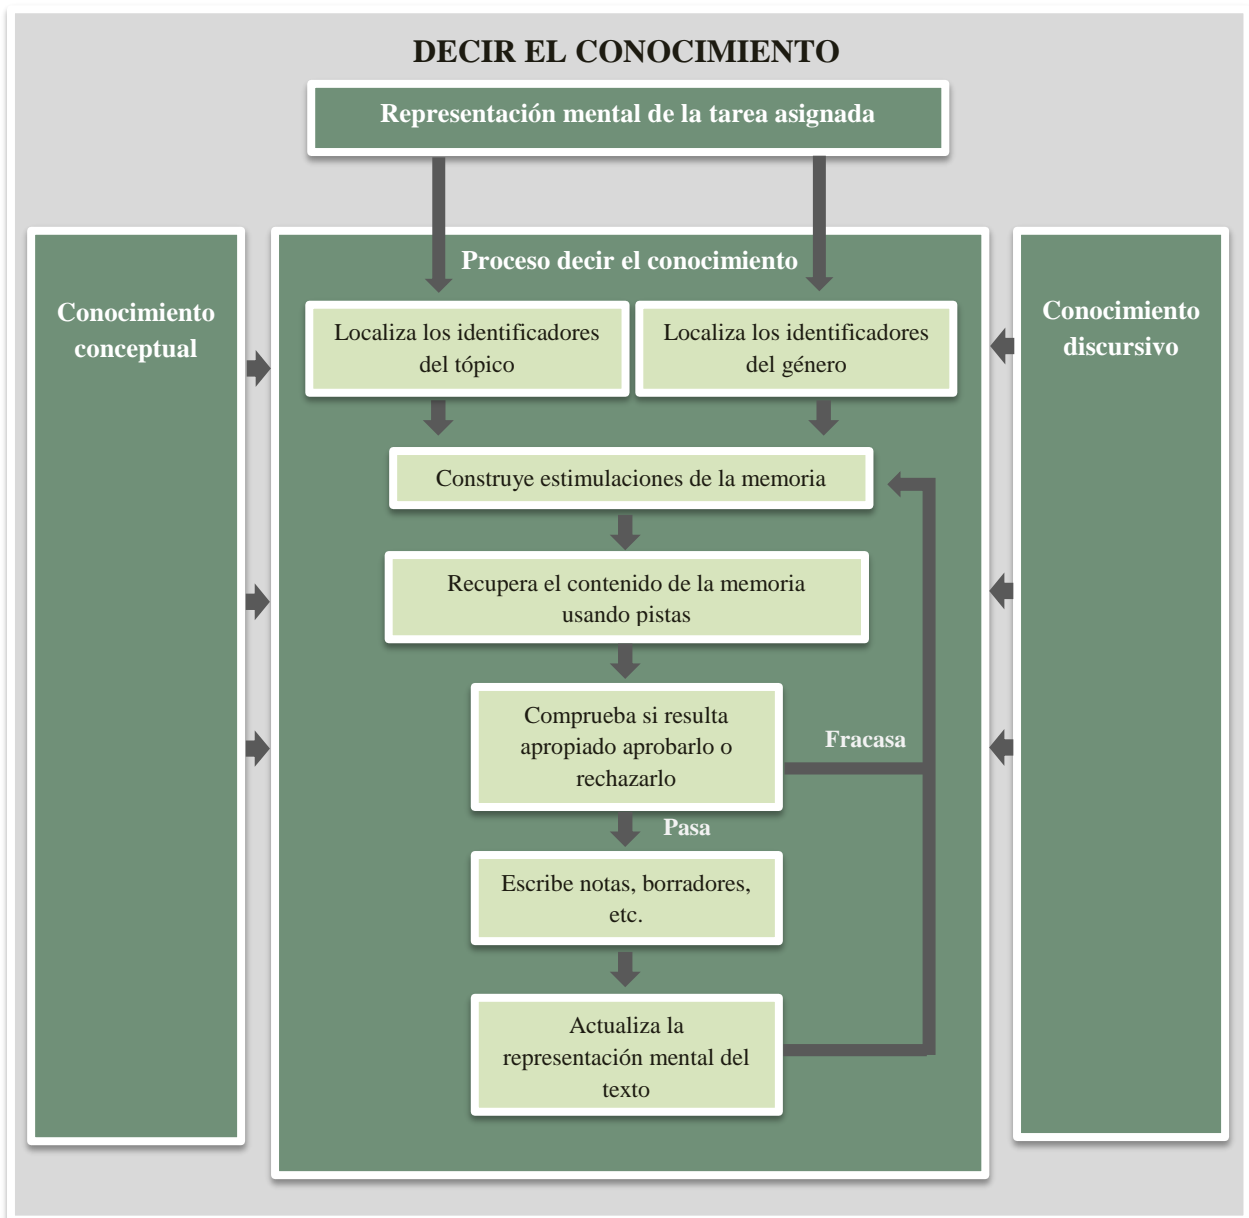 DECIR EL CONOCIMIENTO
Representación mental de la tarea asignada
Proceso decir el conocimiento
Conocimiento
conceptual
Localiza los identificadores
del tópico
Localiza los identificadores
del género
Conocimiento
discursivo
Construye estimulaciones de la memoria
Recupera el contenido de la memoria
usando pistas
Comprueba si resulta
apropiado aprobarlo o
rechazarlo
Fracasa
Pasa
Escribe notas, borradores,
etc.
Actualiza la
representación mental del
texto